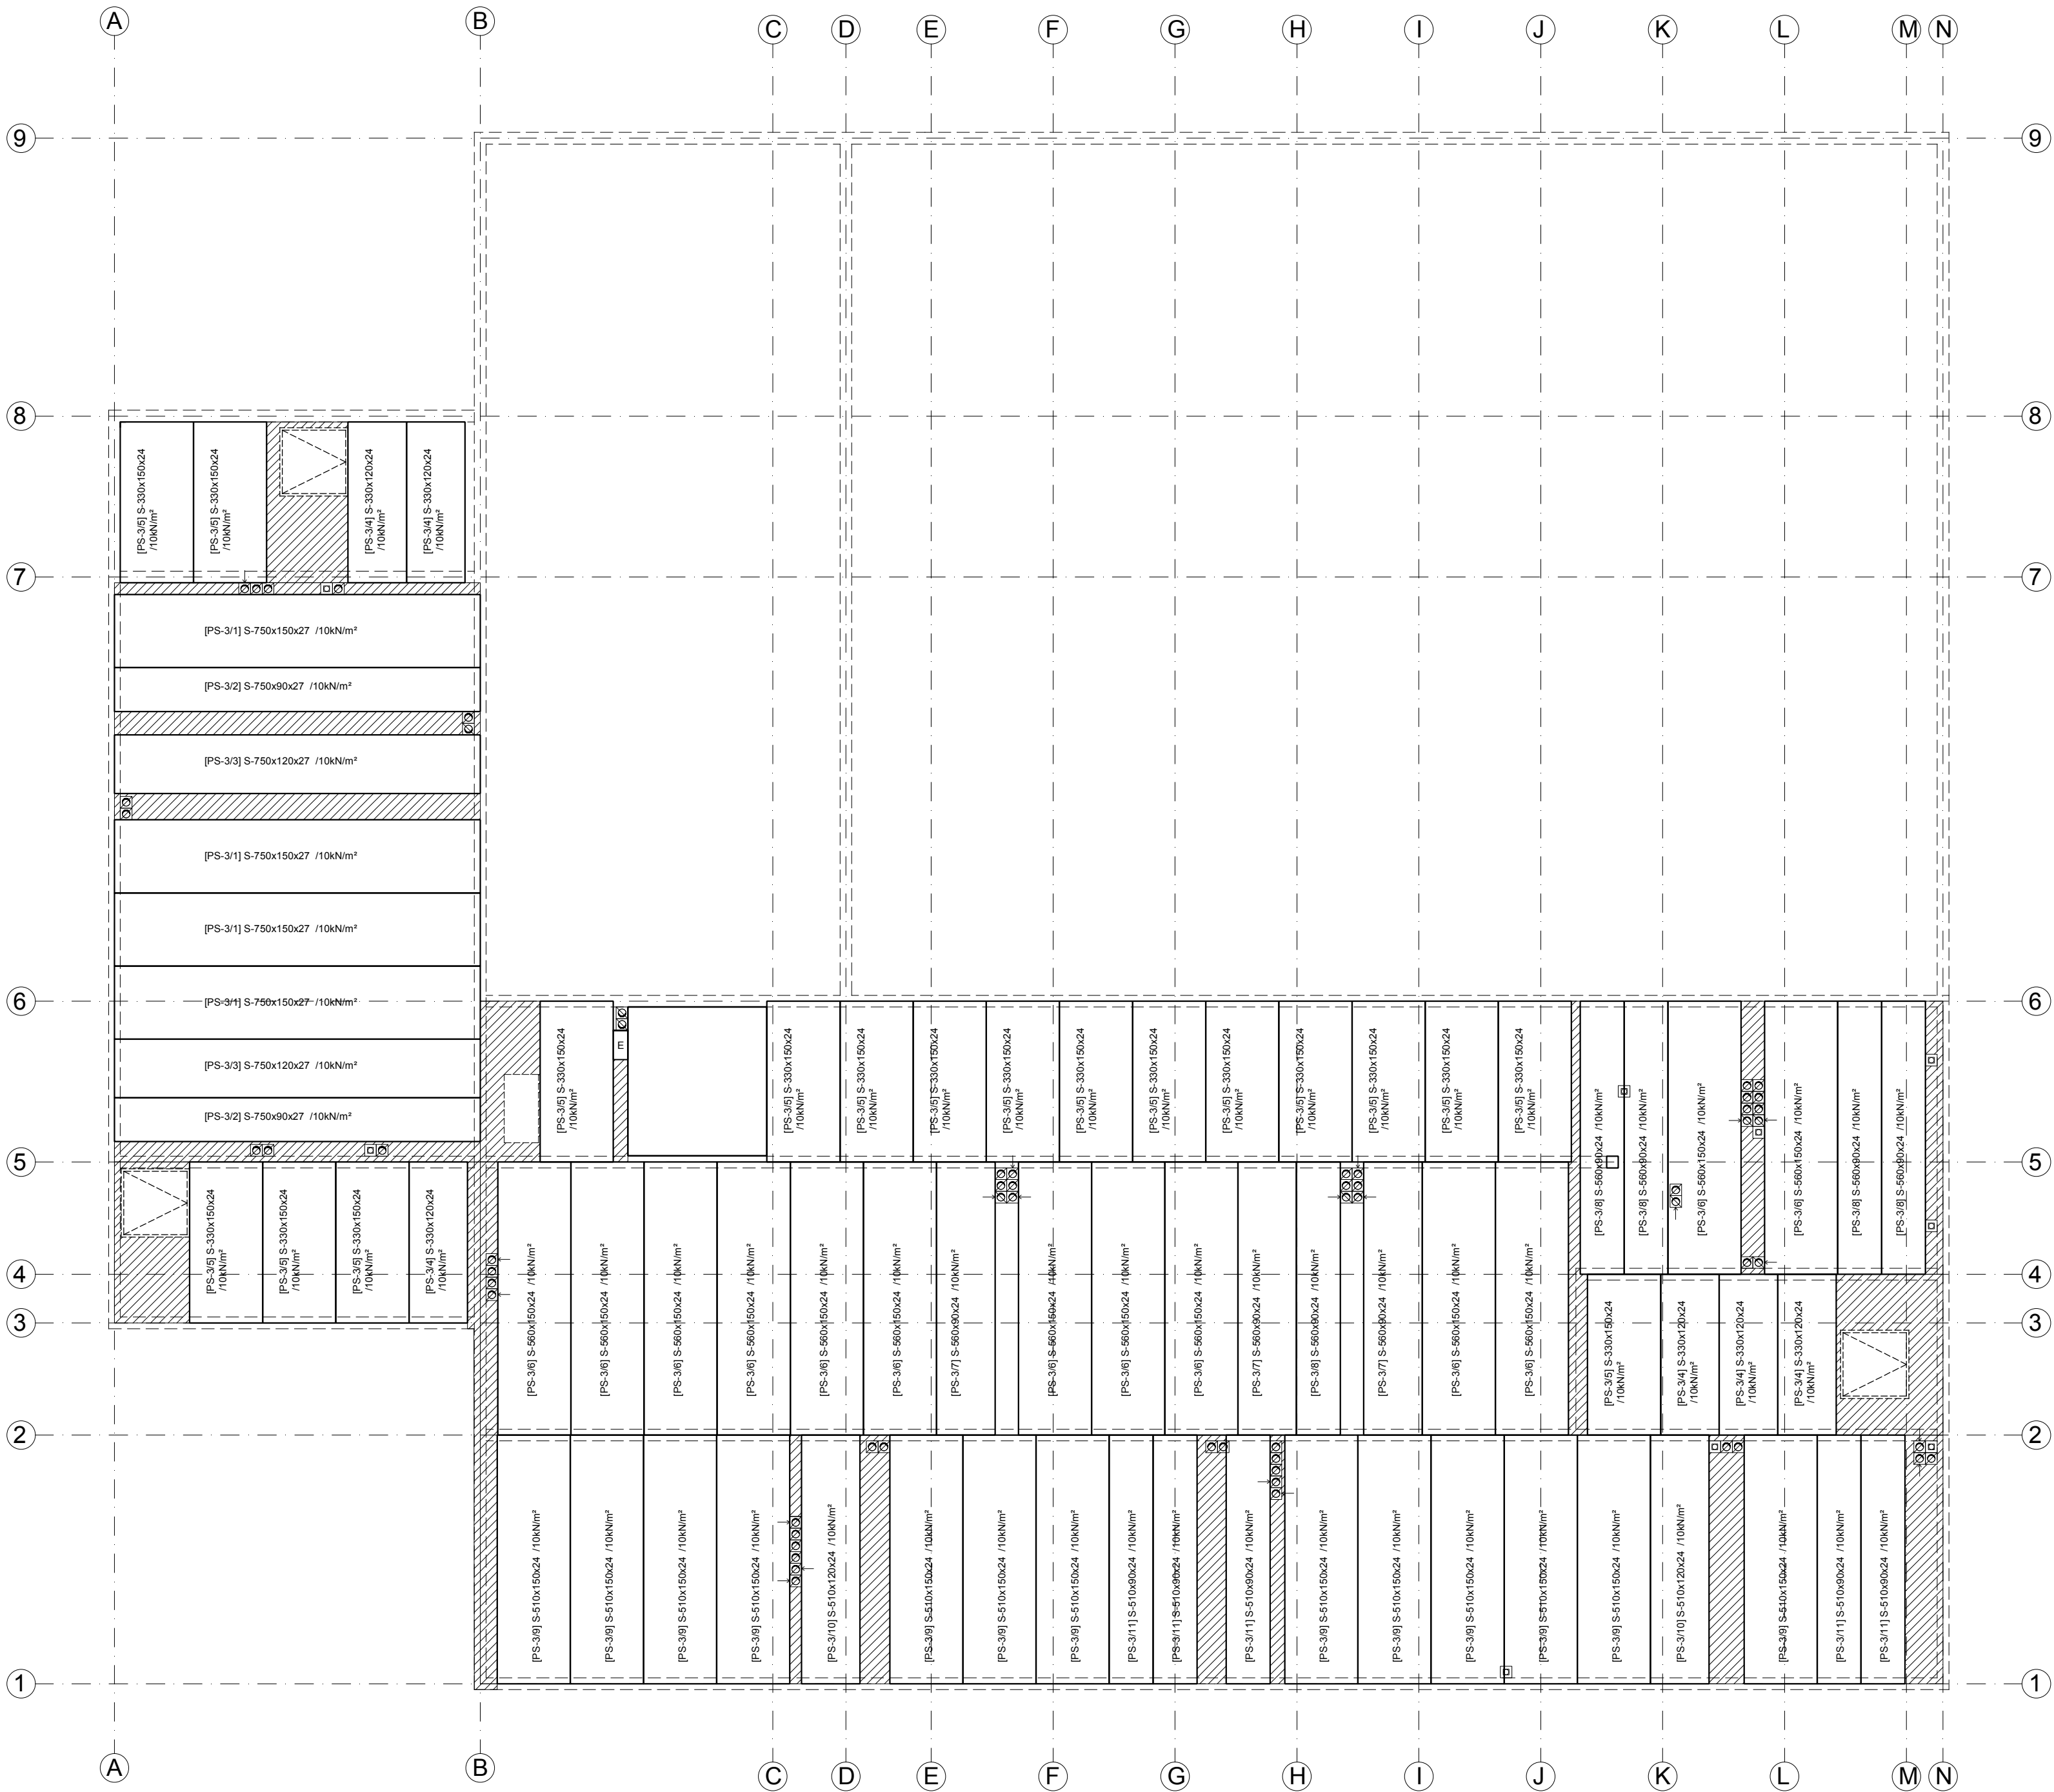 A B C D E F G H I J K L M N
9 9
8 8
[PS-3/5] S-330x150x24
/10kN/m²
[PS-3/5] S-330x150x24
/10kN/m²
[PS-3/4] S-330x120x24
/10kN/m²
[PS-3/4] S-330x120x24
/10kN/m²
7 7
[PS-3/1] S-750x150x27 /10kN/m²
[PS-3/2] S-750x90x27 /10kN/m²
[PS-3/3] S-750x120x27 /10kN/m²
[PS-3/1] S-750x150x27 /10kN/m²
[PS-3/1] S-750x150x27 /10kN/m²
6 6
[PS-3/1] S-750x150x27 /10kN/m²
[PS-3/3] S-750x120x27 /10kN/m²
[PS-3/2] S-750x90x27 /10kN/m²
[PS-3/5] S-330x150x24
/10kN/m²
E
[PS-3/5] S-330x150x24
/10kN/m²
[PS-3/5] S-330x150x24
/10kN/m²
[PS-3/5] S-330x150x24
/10kN/m²
[PS-3/5] S-330x150x24
/10kN/m²
[PS-3/5] S-330x150x24
/10kN/m²
[PS-3/5] S-330x150x24
/10kN/m²
[PS-3/5] S-330x150x24
/10kN/m²
[PS-3/5] S-330x150x24
/10kN/m²
[PS-3/5] S-330x150x24
/10kN/m²
[PS-3/5] S-330x150x24
/10kN/m²
[PS-3/5] S-330x150x24
/10kN/m²
[PS-3/8] S-560x90x24 /10kN/m²
[PS-3/8] S-560x90x24 /10kN/m²
[PS-3/6] S-560x150x24 /10kN/m²
[PS-3/6] S-560x150x24 /10kN/m²
[PS-3/8] S-560x90x24 /10kN/m²
[PS-3/8] S-560x90x24 /10kN/m²
5 5
[PS-3/5] S-330x150x24
/10kN/m²
[PS-3/5] S-330x150x24
/10kN/m²
[PS-3/5] S-330x150x24
/10kN/m²
[PS-3/4] S-330x120x24
/10kN/m²
4 4
3 3
[PS-3/6] S-560x150x24 /10kN/m²
[PS-3/6] S-560x150x24 /10kN/m²
[PS-3/6] S-560x150x24 /10kN/m²
[PS-3/6] S-560x150x24 /10kN/m²
[PS-3/6] S-560x150x24 /10kN/m²
[PS-3/6] S-560x150x24 /10kN/m²
[PS-3/7] S-560x90x24 /10kN/m²
[PS-3/6] S-560x150x24 /10kN/m²
[PS-3/6] S-560x150x24 /10kN/m²
[PS-3/6] S-560x150x24 /10kN/m²
[PS-3/7] S-560x90x24 /10kN/m²
[PS-3/8] S-560x90x24 /10kN/m²
[PS-3/7] S-560x90x24 /10kN/m²
[PS-3/6] S-560x150x24 /10kN/m²
[PS-3/6] S-560x150x24 /10kN/m²
[PS-3/5] S-330x150x24
/10kN/m²
[PS-3/4] S-330x120x24
/10kN/m²
[PS-3/4] S-330x120x24
/10kN/m²
[PS-3/4] S-330x120x24
/10kN/m²
2 2
[PS-3/9] S-510x150x24 /10kN/m²
[PS-3/9] S-510x150x24 /10kN/m²
[PS-3/9] S-510x150x24 /10kN/m²
[PS-3/9] S-510x150x24 /10kN/m²
[PS-3/10] S-510x120x24 /10kN/m²
[PS-3/9] S-510x150x24 /10kN/m²
[PS-3/9] S-510x150x24 /10kN/m²
[PS-3/9] S-510x150x24 /10kN/m²
[PS-3/11] S-510x90x24 /10kN/m²
[PS-3/11] S-510x90x24 /10kN/m²
[PS-3/11] S-510x90x24 /10kN/m²
[PS-3/9] S-510x150x24 /10kN/m²
[PS-3/9] S-510x150x24 /10kN/m²
[PS-3/9] S-510x150x24 /10kN/m²
[PS-3/9] S-510x150x24 /10kN/m²
[PS-3/9] S-510x150x24 /10kN/m²
[PS-3/10] S-510x120x24 /10kN/m²
[PS-3/9] S-510x150x24 /10kN/m²
[PS-3/11] S-510x90x24 /10kN/m²
[PS-3/11] S-510x90x24 /10kN/m²
1 1
A B C D E F G H I J K L M N